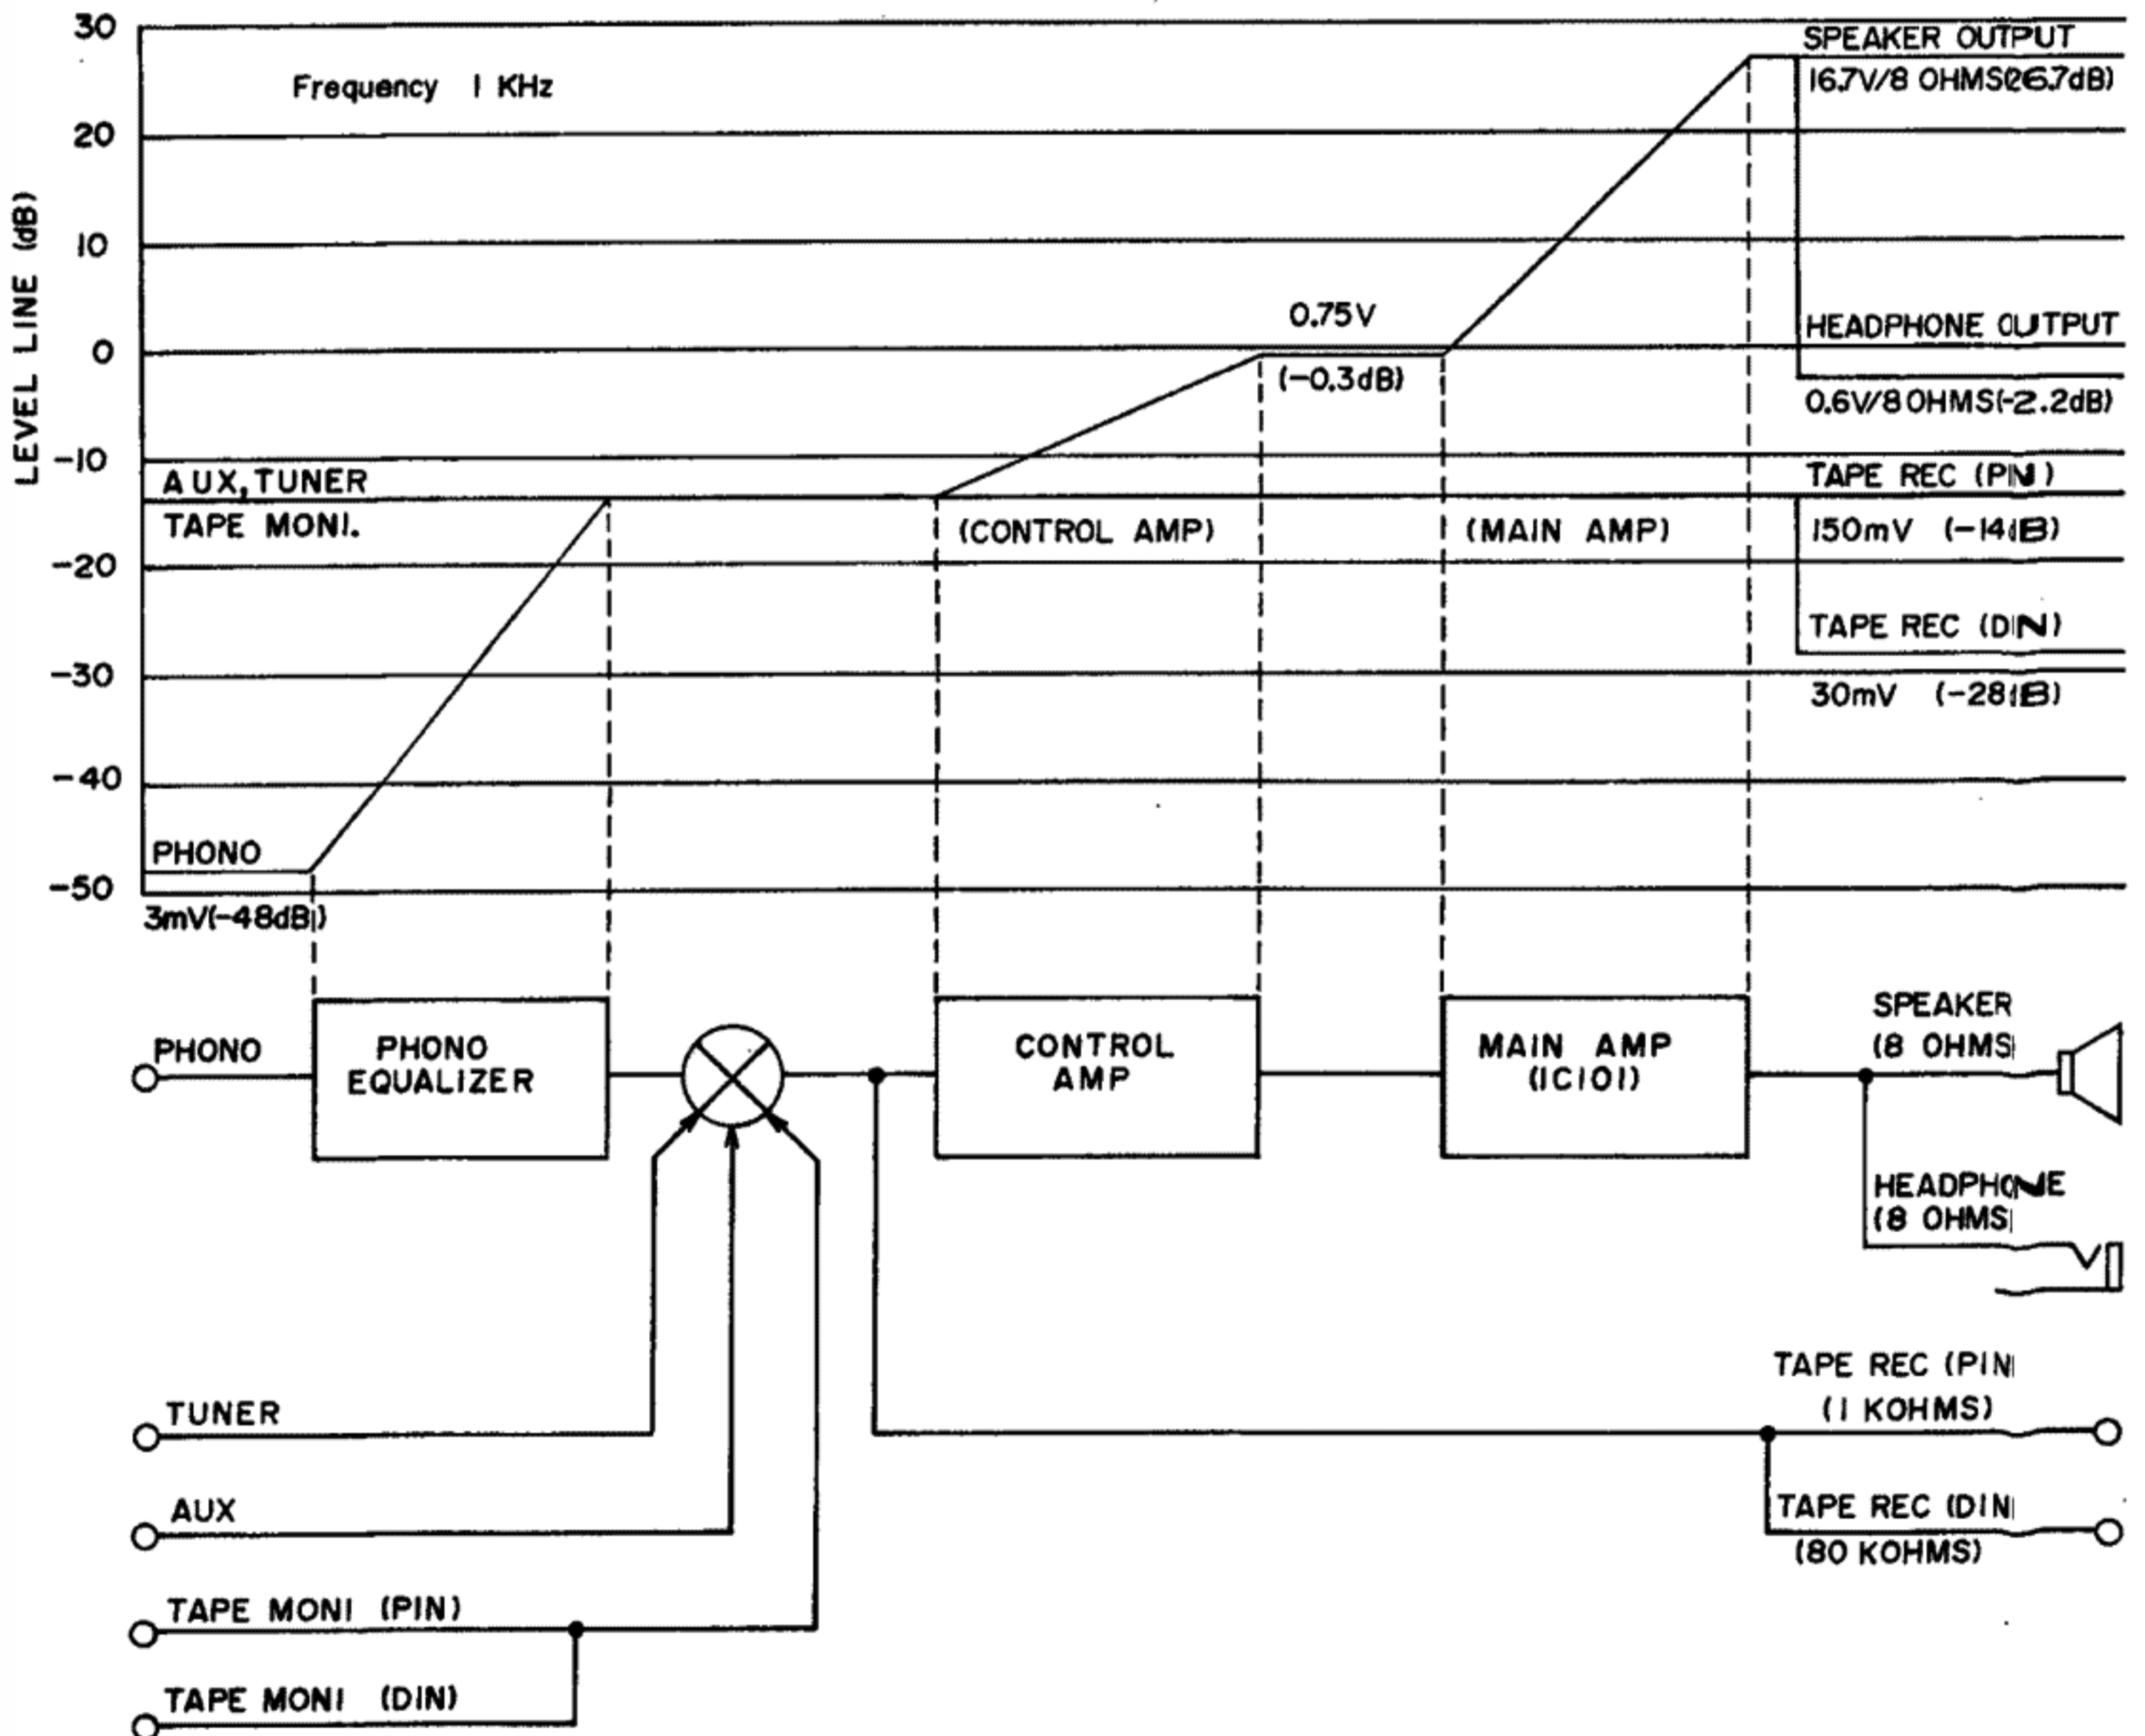 30
SPEAKER OUTPUT
16.7V/8 OHMS(26.7dB)
Frequency 1 KHz
20
10
LEVEL LINE (dB)
0.75V
HEADPHONE OUTPUT
0
(-0.3dB)
0.6V/8OHMS(-2.2dB)
-10
AUX, TUNER
TAPE REC (PIN)
TAPE MONI.
(CONTROL AMP)
(MAIN AMP)
150mV (-14dB)
-20
TAPE REC (DIN)
-30
30mV (-28dB)
-40
PHONO
-50
3mV(-48dB)
SPEAKER
(8 OHMS
PHONO
PHONO
EQUALIZER
CONTROL
AMP
MAIN AMP
(IC101)
HEADPHONE
(8 OHMS
TAPE REC (PIN
(1 KOHMS)
TUNER
AUX
TAPE REC (DIN
(80 KOHMS)
TAPE MONI (PIN)
TAPE MONI (DIN)